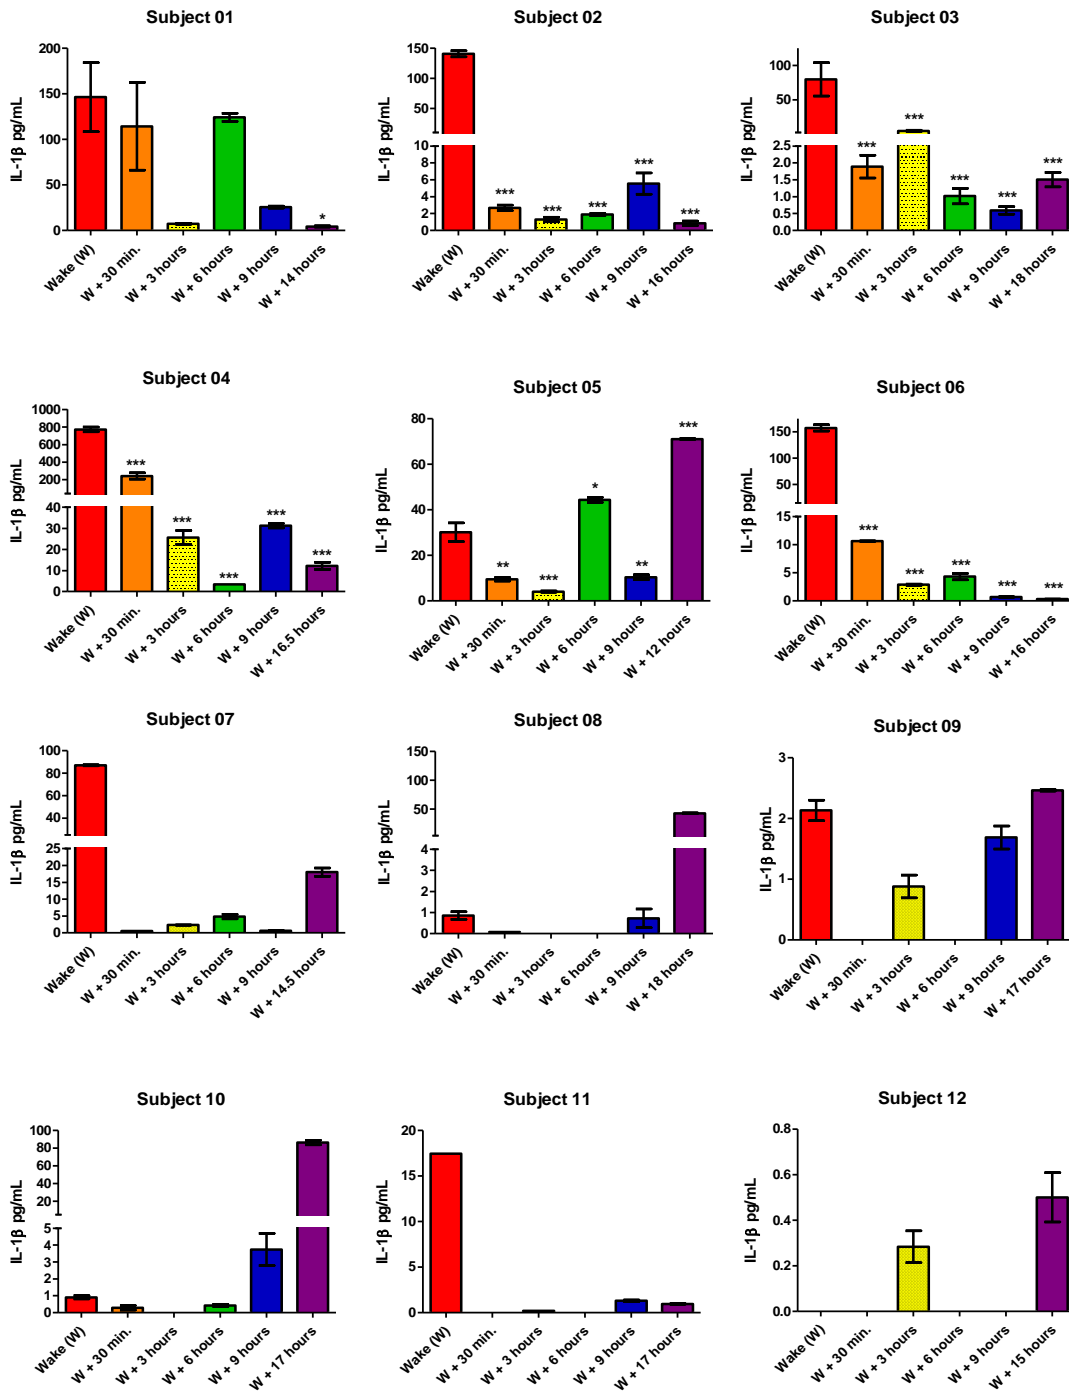 Subject 01
IL-1β pg/mL
200
150
100
50
0
*
Wake (W)
W + 30 min.
W + 3 hours
W + 6 hours
W + 9 hours
W + 14 hours
Subject 02
IL-1β pg/mL
150
100
50
0
10
8
6
4
2
0
***
***
***
***
***
Wake (W)
W + 30 min.
W + 3 hours
W + 6 hours
W + 9 hours
W + 16 hours
Subject 03
IL-1β pg/mL
100
50
2.5
2.0
1.5
1.0
0.5
0.0
***
***
***
***
***
Wake (W)
W + 30 min.
W + 3 hours
W + 6 hours
W + 9 hours
W + 18 hours
Subject 04
IL-1β pg/mL
1000
800
600
400
200
40
30
20
10
0
***
***
***
***
***
Wake (W)
W + 30 min.
W + 3 hours
W + 6 hours
W + 9 hours
W + 16.5 hours
Subject 05
IL-1β pg/mL
80
60
40
20
0
**
***
*
**
***
Wake (W)
W + 30 min.
W + 3 hours
W + 6 hours
W + 9 hours
W + 12 hours
Subject 06
IL-1β pg/mL
150
100
50
15
10
5
0
***
***
***
***
***
Wake (W)
W + 30 min.
W + 3 hours
W + 6 hours
W + 9 hours
W + 16 hours
Subject 07
IL-1β pg/mL
100
80
60
40
25
20
15
10
5
0
Wake (W)
W + 30 min.
W + 3 hours
W + 6 hours
W + 9 hours
W + 14.5 hours
Subject 08
IL-1β pg/mL
150
100
50
4
3
2
1
0
Wake (W)
W + 30 min.
W + 3 hours
W + 6 hours
W + 9 hours
W + 18 hours
Subject 09
IL-1β pg/mL
3
2
1
0
Wake (W)
W + 30 min.
W + 3 hours
W + 6 hours
W + 9 hours
W + 17 hours
Subject 10
IL-1β pg/mL
100
80
60
40
20
5
4
3
2
1
0
Wake (W)
W + 30 min.
W + 3 hours
W + 6 hours
W + 9 hours
W + 17 hours
Subject 11
IL-1β pg/mL
20
15
10
5
0
Wake (W)
W + 30 min.
W + 3 hours
W + 6 hours
W + 9 hours
W + 17 hours
Subject 12
IL-1β pg/mL
0.8
0.6
0.4
0.2
0.0
Wake (W)
W + 30 min.
W + 3 hours
W + 6 hours
W + 9 hours
W + 15 hours